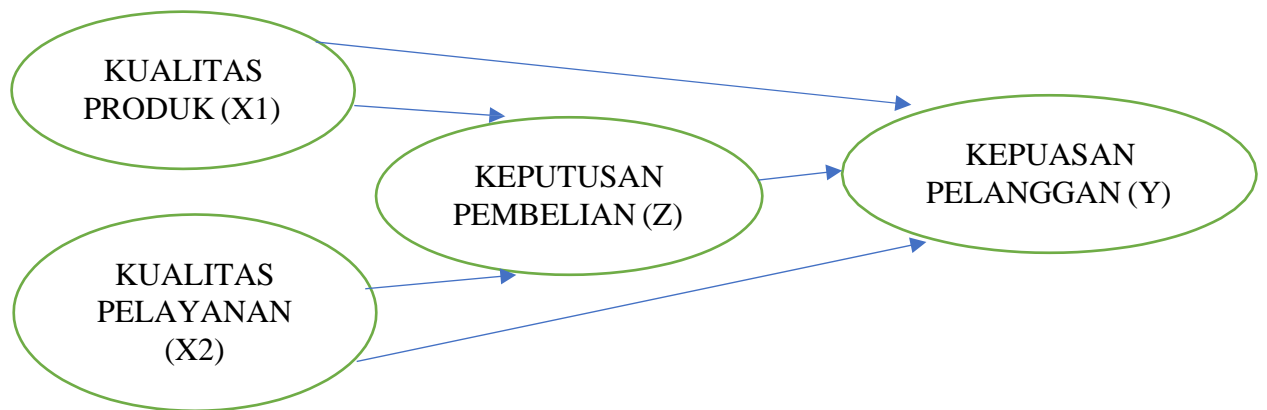 KUALITAS
PRODUK (X1)
KEPUTUSAN
PEMBELIAN (Z)
KEPUASAN
PELANGGAN (Y)
KUALITAS
PELAYANAN
(X2)